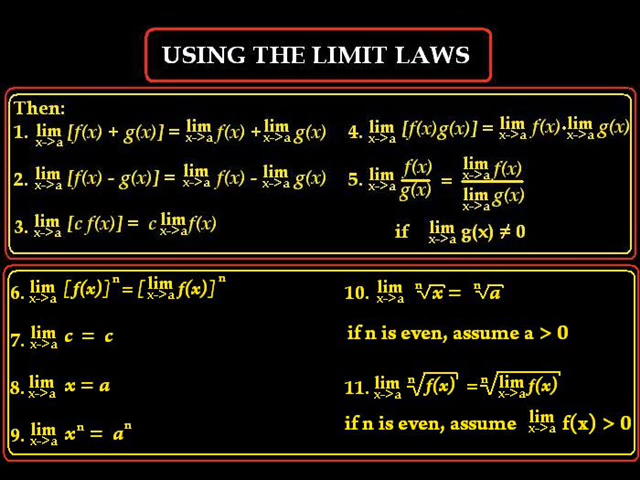 USING THE LIMIT LAWS
Then:
1. lim x->a [f(x) + g(x)] = lim x->a f(x) + lim x->a g(x)
2. lim x->a [f(x) - g(x)] = lim x->a f(x) - lim x->a g(x)
3. lim x->a [c f(x)] = c lim x->a f(x)
4. lim x->a [f(x)g(x)] = lim x->a f(x)·lim x->a g(x)
5. lim x->a f(x)/g(x) = lim x->a f(x)/lim x->a g(x)
if lim x->a g(x) ≠ 0
6. lim x->a [f(x)]ⁿ = [lim x->a f(x)]ⁿ
7. lim x->a c = c
8. lim x->a x = a
9. lim x->a xⁿ = aⁿ
10. lim x->a ⁿ√x = ⁿ√a
if n is even, assume a > 0
11. lim x->a ⁿ√f(x) = ⁿ√lim x->a f(x)
if n is even, assume lim x->a f(x) > 0